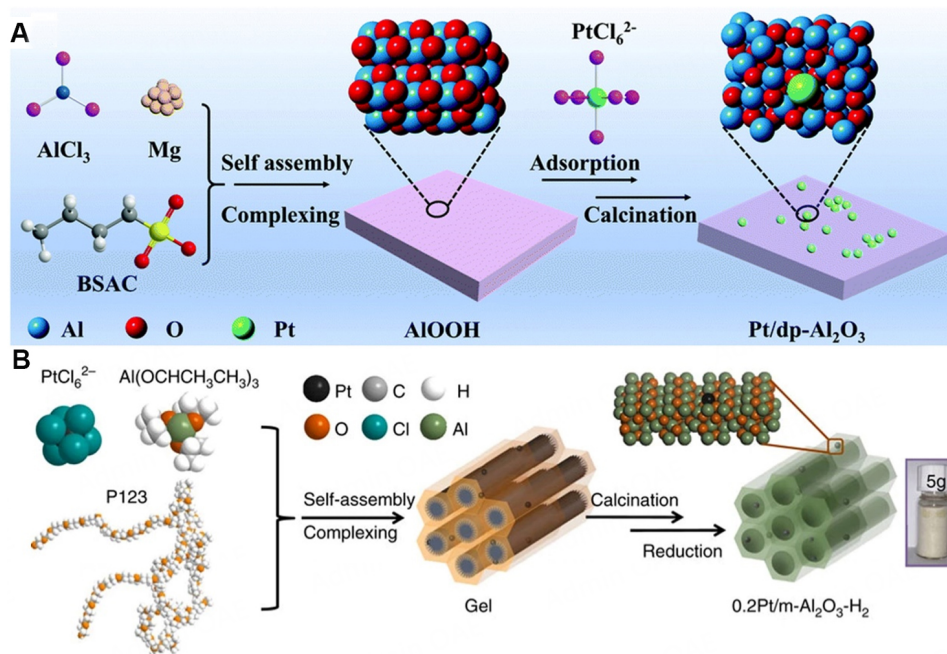 A
AlCl3
Mg
BSAC
Self assembly
Complexing
AlOOH
PtCl6 2-
Adsorption
Calcination
Pt/dp-Al2O3
Al
O
Pt
B
PtCl6 2−
Al(OCHCH3CH3)3
P123
Pt
C
H
O
Cl
Al
Self-assembly
Complexing
Gel
Calcination
Reduction
0.2Pt/m-Al2O3-H2
5g